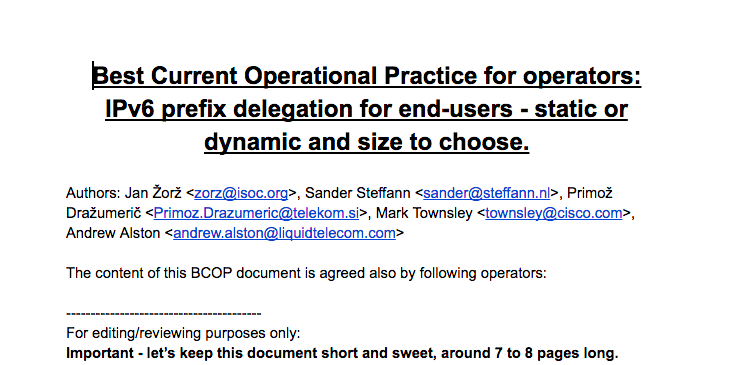 Best Current Operational Practice for operators:
IPv6 prefix delegation for end-users - static or
dynamic and size to choose.
Authors: Jan Žorž <zorz@isoc.org>, Sander Steffann <sander@steffann.nl>, Primož
Dražumerič <Primoz.Drazumeric@telekom.si>, Mark Townsley <townsley@cisco.com>,
Andrew Alston <andrew.alston@liquidtelecom.com>
The content of this BCOP document is agreed also by following operators:
----------------------------------------
For editing/reviewing purposes only:
Important - let’s keep this document short and sweet, around 7 to 8 pages long.